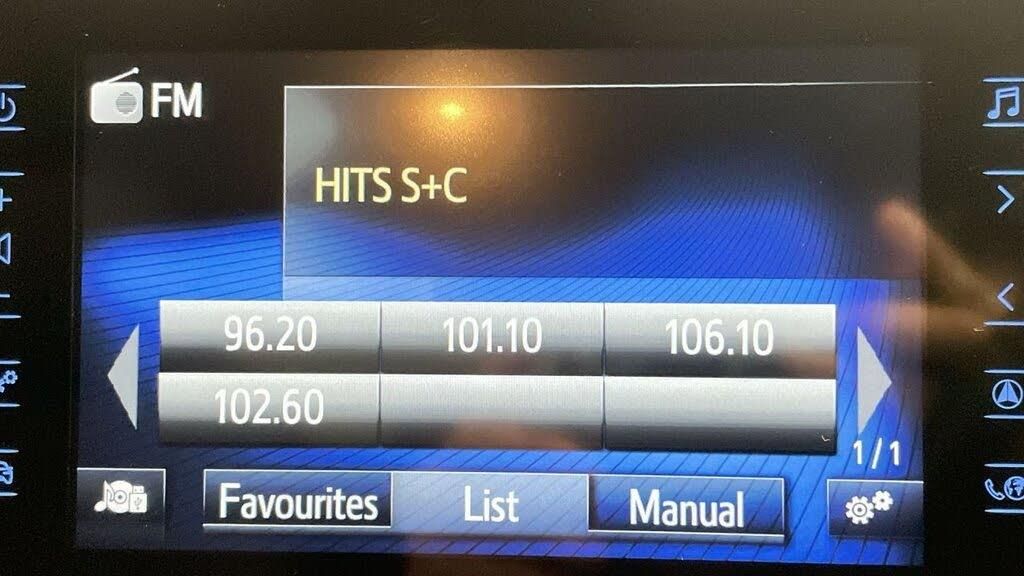 FM
HITS S+C
96.20 101.10 106.10
102.60
1/1
Favourites List Manual